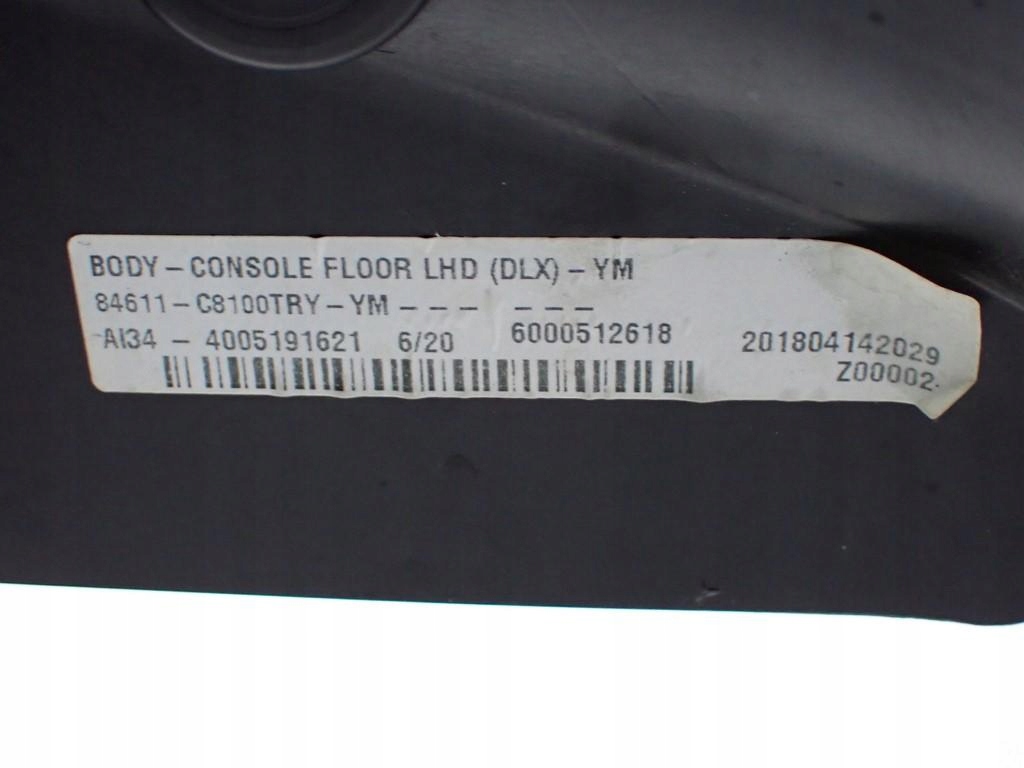 BODY - CONSOLE FLOOR LHD (DLX) - YM
84611 - C8100TRY - YM - - - - - -
AI34 - 4005191621 6/20 6000512618 201804142029
Z00002